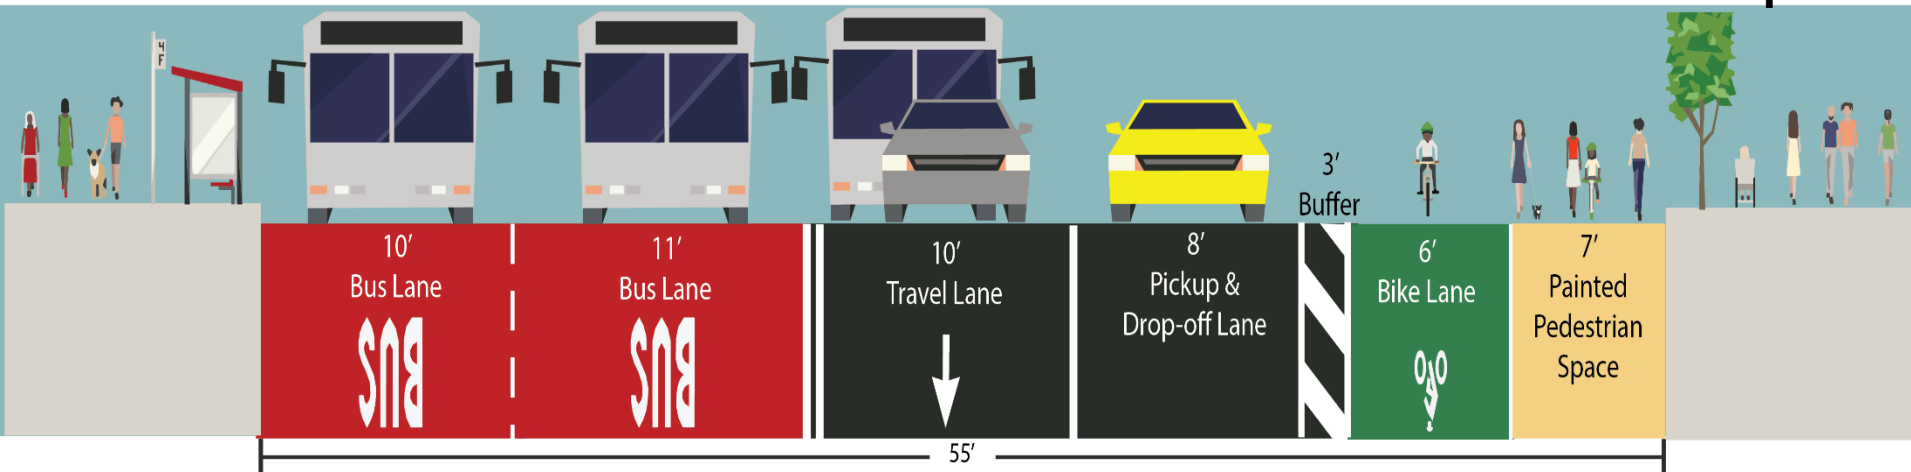 4
F
10'
Bus Lane
BUS
11'
Bus Lane
BUS
10'
Travel Lane
8'
Pickup &
Drop-off Lane
3'
Buffer
6'
Bike Lane
7'
Painted
Pedestrian
Space
55'